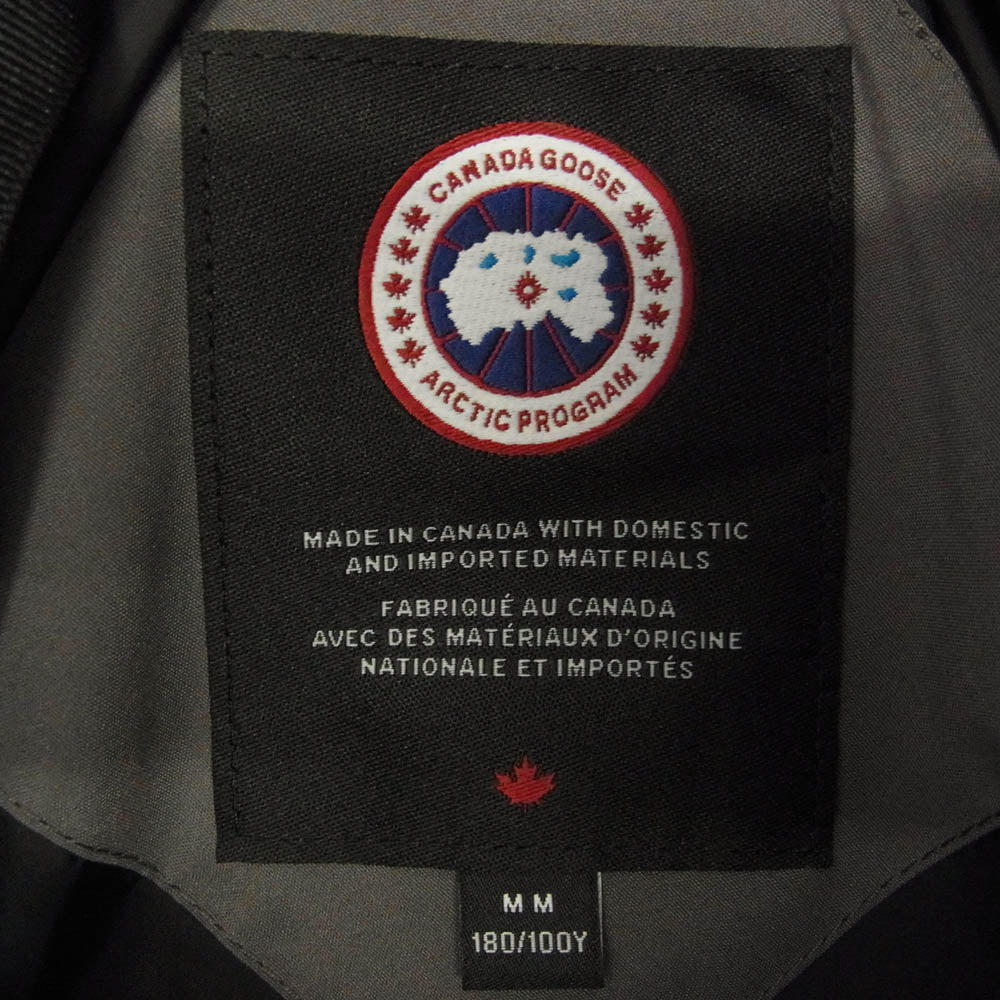 CANADA GOOSE
ARCTIC PROGRAM
MADE IN CANADA WITH DOMESTIC
AND IMPORTED MATERIALS
FABRIQUÉ AU CANADA
AVEC DES MATÉRIAUX D'ORIGINE
NATIONALE ET IMPORTÉS
M M
180/100Y